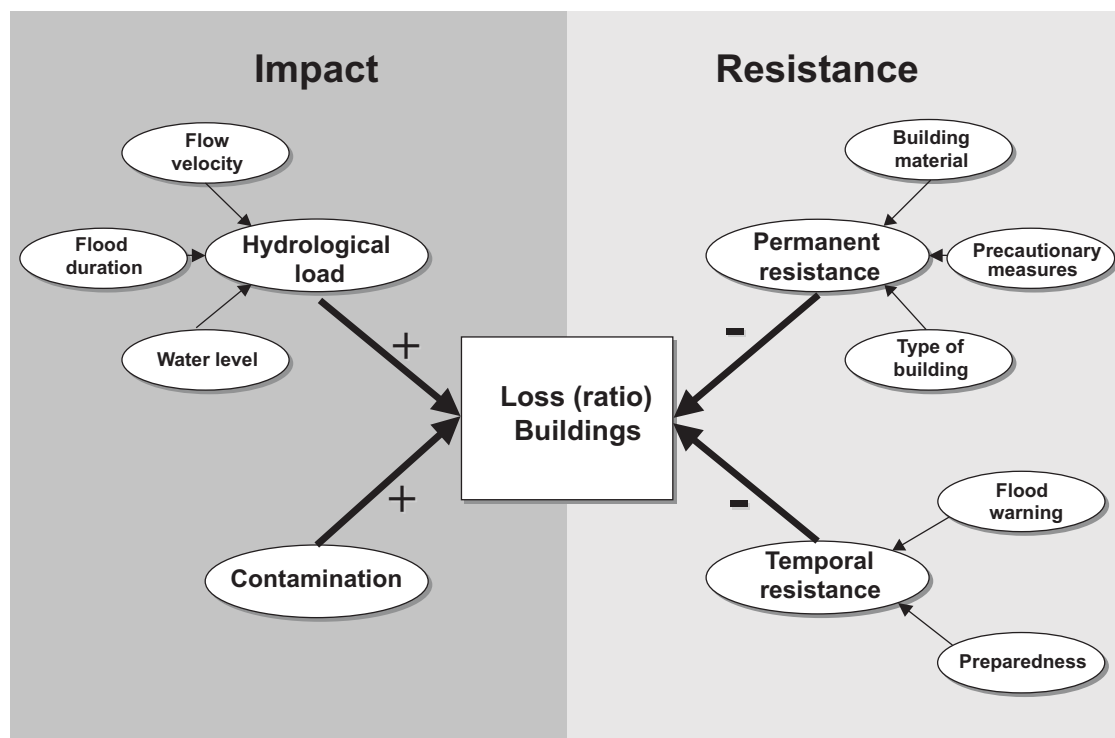 Impact
Resistance
Flow
velocity
Flood
duration
Hydrological
load
Water level
+
+
Contamination
Loss (ratio)
Buildings
Building
material
Permanent
resistance
Precautionary
measures
Type of
building
-
-
Flood
warning
Temporal
resistance
Preparedness